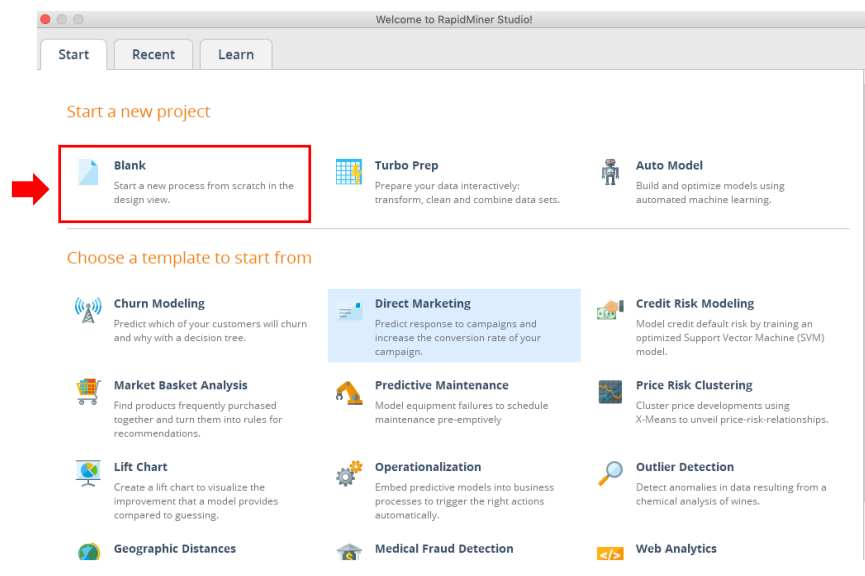 Welcome to RapidMiner Studio!
Start
Recent
Learn
Start a new project
Blank
Start a new process from scratch in the
design view.
Turbo Prep
Prepare your data interactively:
transform, clean and combine data sets.
Auto Model
Build and optimize models using
automated machine learning.
Choose a template to start from
Churn Modeling
Predict which of your customers will churn
and why with a decision tree.
Direct Marketing
Predict response to campaigns and
increase the conversion rate of your
campaign.
Credit Risk Modeling
Model credit default risk by training an
optimized Support Vector Machine (SVM)
model.
Market Basket Analysis
Find products frequently purchased
together and turn them into rules for
recommendations.
Predictive Maintenance
Model equipment failures to schedule
maintenance pre-emptively
Price Risk Clustering
Cluster price developments using
X-Means to unveil price-risk-relationships.
Lift Chart
Create a lift chart to visualize the
improvement that a model provides
compared to guessing.
Operationalization
Embed predictive models into business
processes to trigger the right actions
automatically.
Outlier Detection
Detect anomalies in data resulting from a
chemical analysis of wines.
Geographic Distances
Medical Fraud Detection
Web Analytics